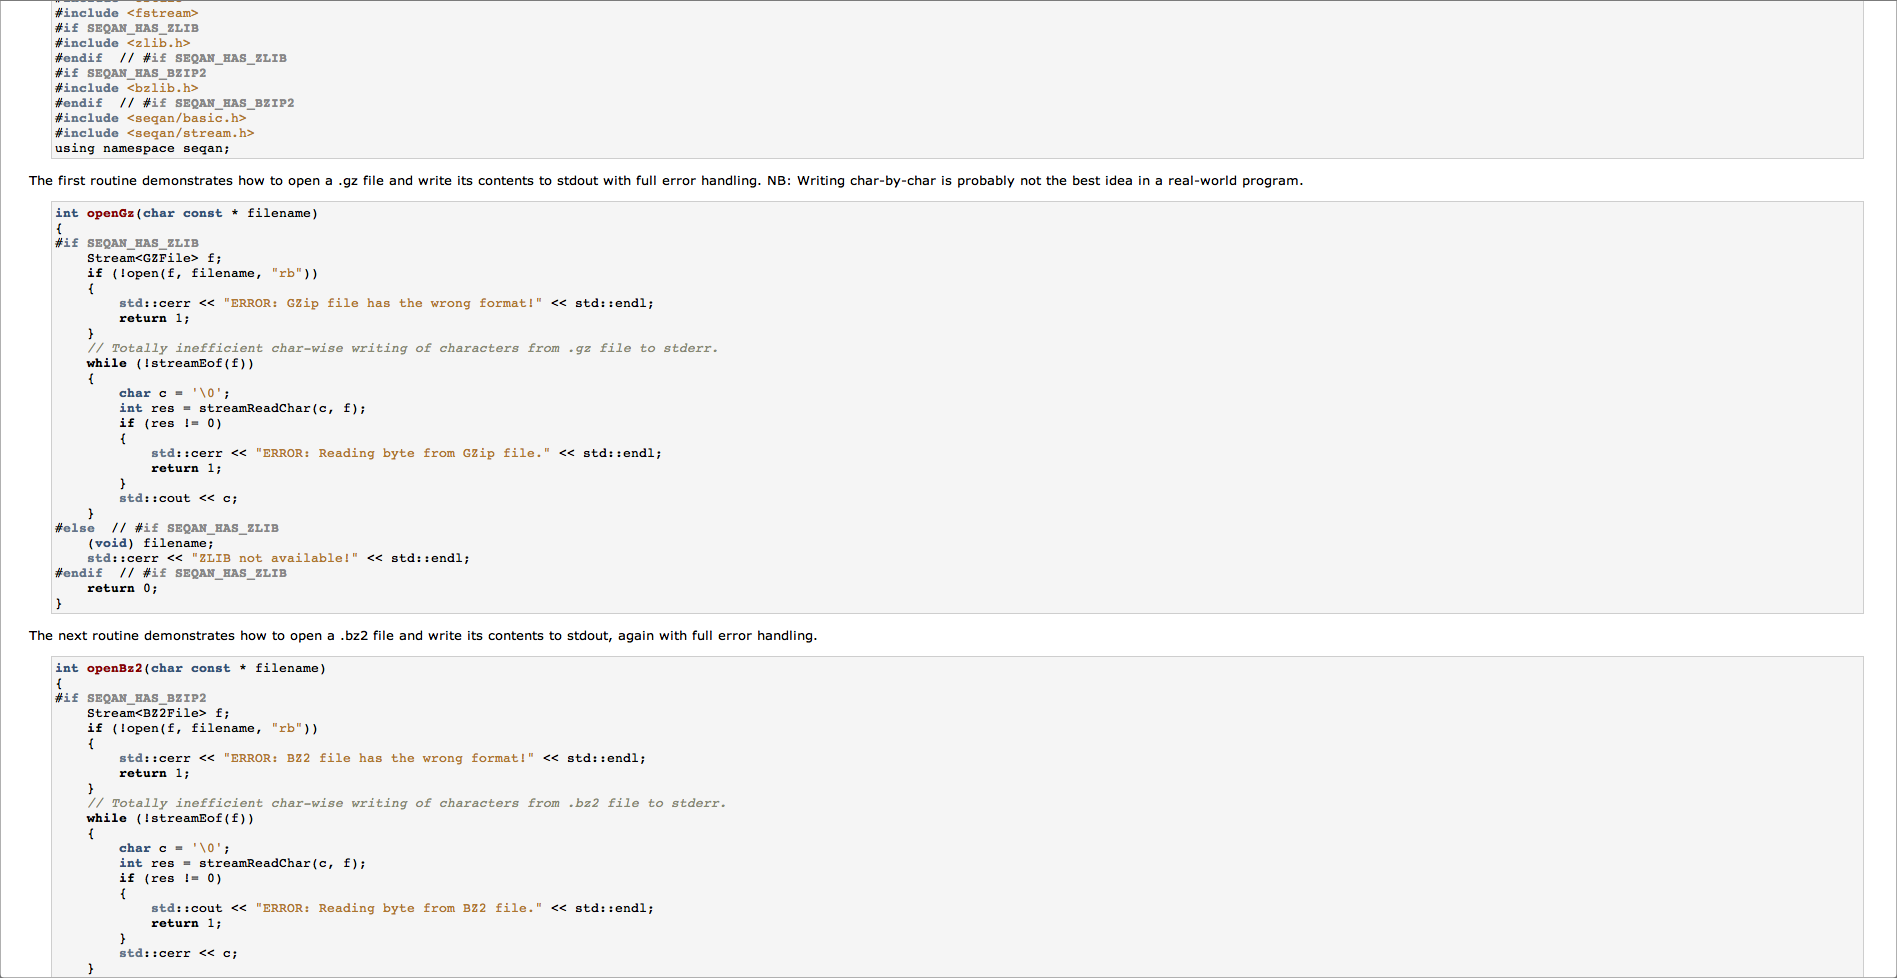 #include <fstream>
#if SEQAN_HAS_ZLIB
#include <zlib.h>
#endif  // #if SEQAN_HAS_ZLIB
#if SEQAN_HAS_BZIP2
#include <bzlib.h>
#endif  // #if SEQAN_HAS_BZIP2
#include <seqan/basic.h>
#include <seqan/stream.h>
using namespace seqan;
The first routine demonstrates how to open a .gz file and write its contents to stdout with full error handling. NB: Writing char-by-char is probably not the best idea in a real-world program.
int openGz(char const * filename)
{
#if SEQAN_HAS_ZLIB
    Stream<GZFile> f;
    if (!open(f, filename, "rb"))
    {
        std::cerr << "ERROR: GZip file has the wrong format!" << std::endl;
        return 1;
    }
    // Totally inefficient char-wise writing of characters from .gz file to stderr.
    while (!streamEof(f))
    {
        char c = '\0';
        int res = streamReadChar(c, f);
        if (res != 0)
        {
            std::cerr << "ERROR: Reading byte from GZip file." << std::endl;
            return 1;
        }
        std::cout << c;
    }
#else  // #if SEQAN_HAS_ZLIB
    (void) filename;
    std::cerr << "ZLIB not available!" << std::endl;
#endif  // #if SEQAN_HAS_ZLIB
    return 0;
}
The next routine demonstrates how to open a .bz2 file and write its contents to stdout, again with full error handling.
int openBz2(char const * filename)
{
#if SEQAN_HAS_BZIP2
    Stream<BZ2File> f;
    if (!open(f, filename, "rb"))
    {
        std::cerr << "ERROR: BZ2 file has the wrong format!" << std::endl;
        return 1;
    }
    // Totally inefficient char-wise writing of characters from .bz2 file to stderr.
    while (!streamEof(f))
    {
        char c = '\0';
        int res = streamReadChar(c, f);
        if (res != 0)
        {
            std::cout << "ERROR: Reading byte from BZ2 file." << std::endl;
            return 1;
        }
        std::cerr << c;
    }